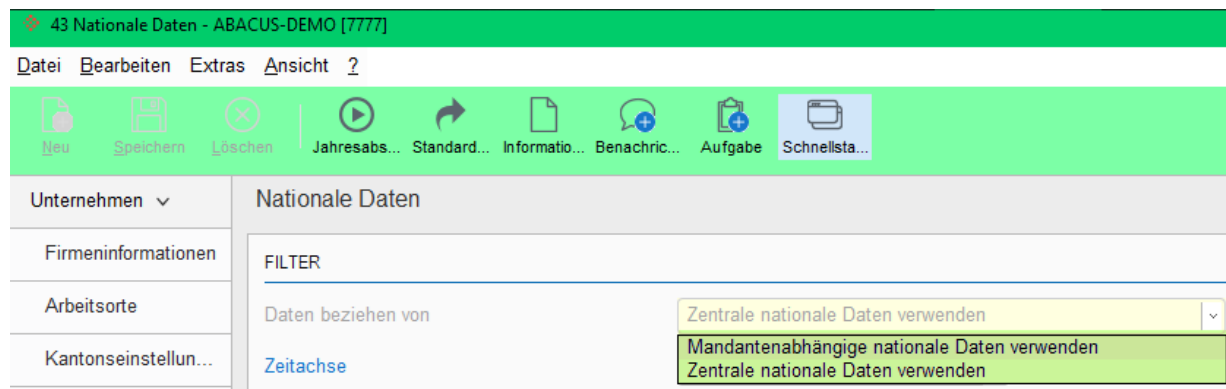 43 Nationale Daten - ABACUS-DEMO [7777]
Datei Bearbeiten Extras Ansicht ?
Neu Speichern Löschen Jahresabs... Standard... Informatio... Benachric... Aufgabe Schnellsta...
Unternehmen
Nationale Daten
Firmeninformationen
FILTER
Arbeitsorte
Daten beziehen von
Zentrale nationale Daten verwenden
Mandantenabhängige nationale Daten verwenden
Zentrale nationale Daten verwenden
Kantonseinstellun...
Zeitachse